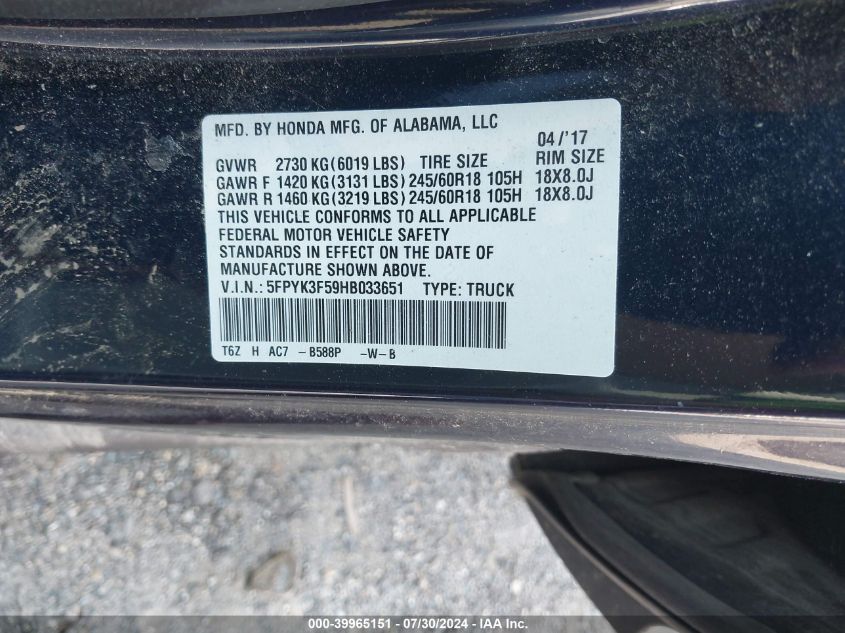 MFD. BY HONDA MFG. OF ALABAMA, LLC
04/'17
GVWR 2730 KG(6019 LBS) TIRE SIZE RIM SIZE
GAWR F 1420 KG(3131 LBS)245/60R18 105H 18X8.0J
GAWR R 1460 KG(3219 LBS)245/60R18 105H 18X8.0J
THIS VEHICLE CONFORMS TO ALL APPLICABLE
FEDERAL MOTOR VEHICLE SAFETY
STANDARDS IN EFFECT ON THE DATE OF
MANUFACTURE SHOWN ABOVE.
V.I.N.: 5FPYK3F59HB033651 TYPE: TRUCK
T6Z H AC7 -B588P -W-B
000-39965151 - 07/30/2024 - IAA Inc.